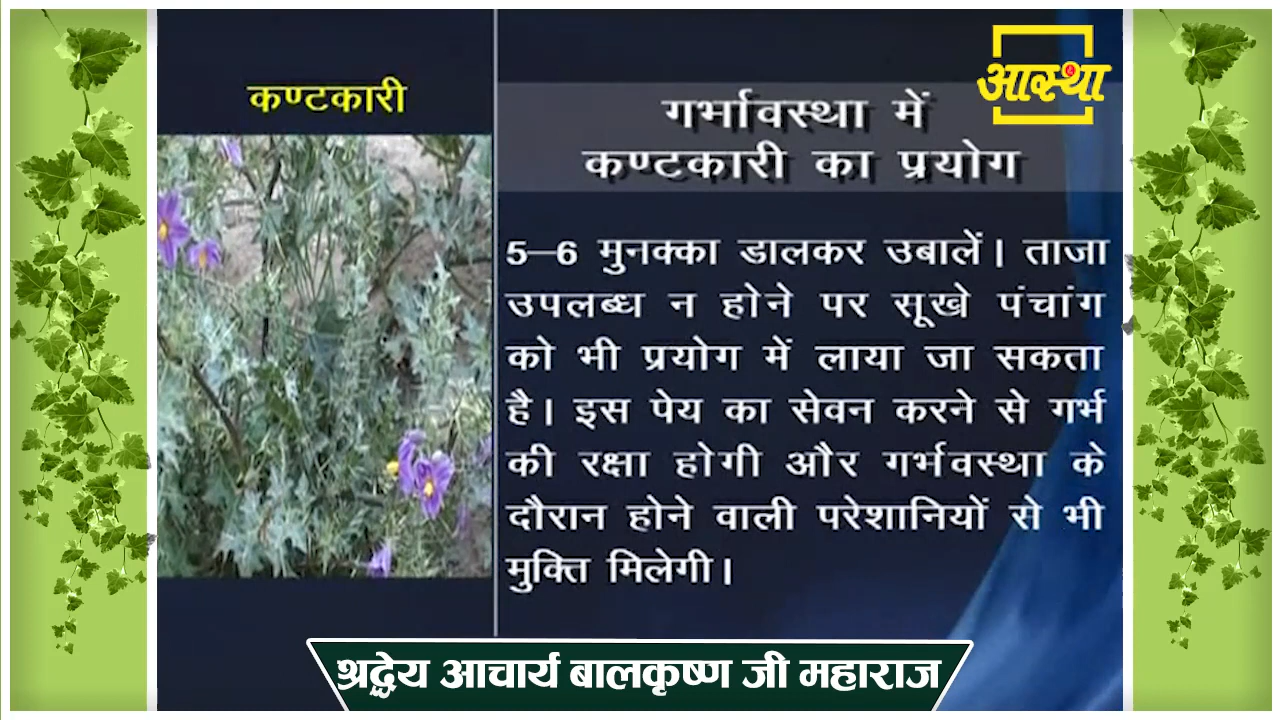 आस्था
कण्टकारी
गर्भावस्था में
कण्टकारी का प्रयोग
5–6 मुनक्का डालकर उबालें। ताजा
उपलब्ध न होने पर सूखे पंचांग
को भी प्रयोग में लाया जा सकता
है। इस पेय का सेवन करने से गर्भ
की रक्षा होगी और गर्भवस्था के
दौरान होने वाली परेशानियों से भी
मुक्ति मिलेगी।
श्रद्धेय आचार्य बालकृष्ण जी महाराज